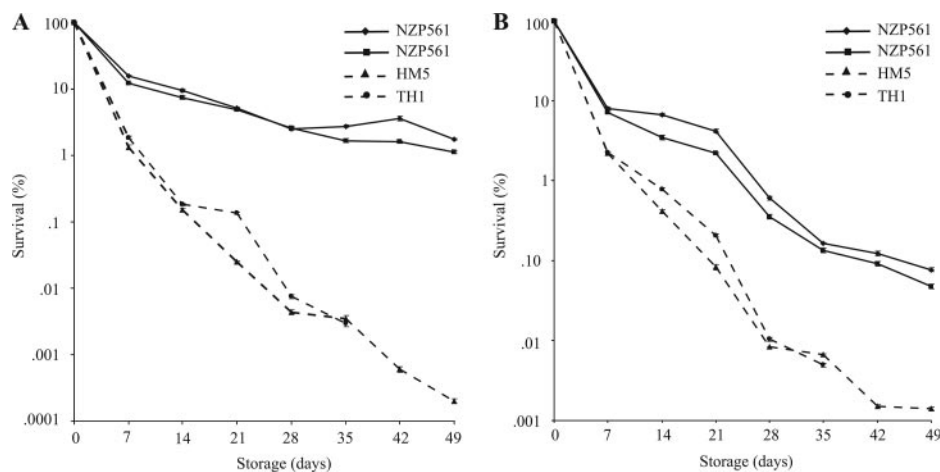 A
100
10
1
.1
.01
.001
.0001
Survival (%)
0 7 14 21 28 35 42 49
Storage (days)
NZP561
NZP561
HM5
TH1
B
100
10
1
.10
.01
.001
Survival (%)
0 7 14 21 28 35 42 49
Storage (days)
NZP561
NZP561
HM5
TH1